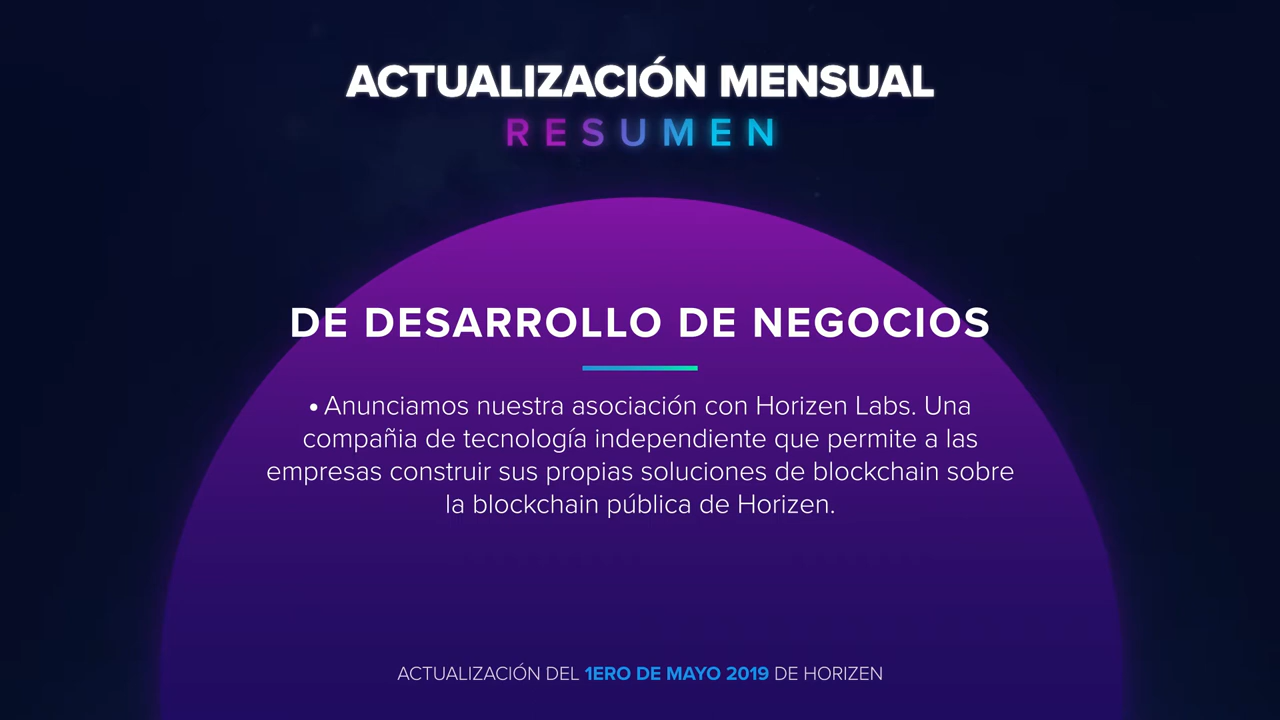 ACTUALIZACIÓN MENSUAL
RESUMEN
DE DESARROLLO DE NEGOCIOS
• Anunciamos nuestra asociación con Horizen Labs. Una
compañia de tecnología independiente que permite a las
empresas construir sus propias soluciones de blockchain sobre
la blockchain pública de Horizen.
ACTUALIZACIÓN DEL 1ERO DE MAYO 2019 DE HORIZEN